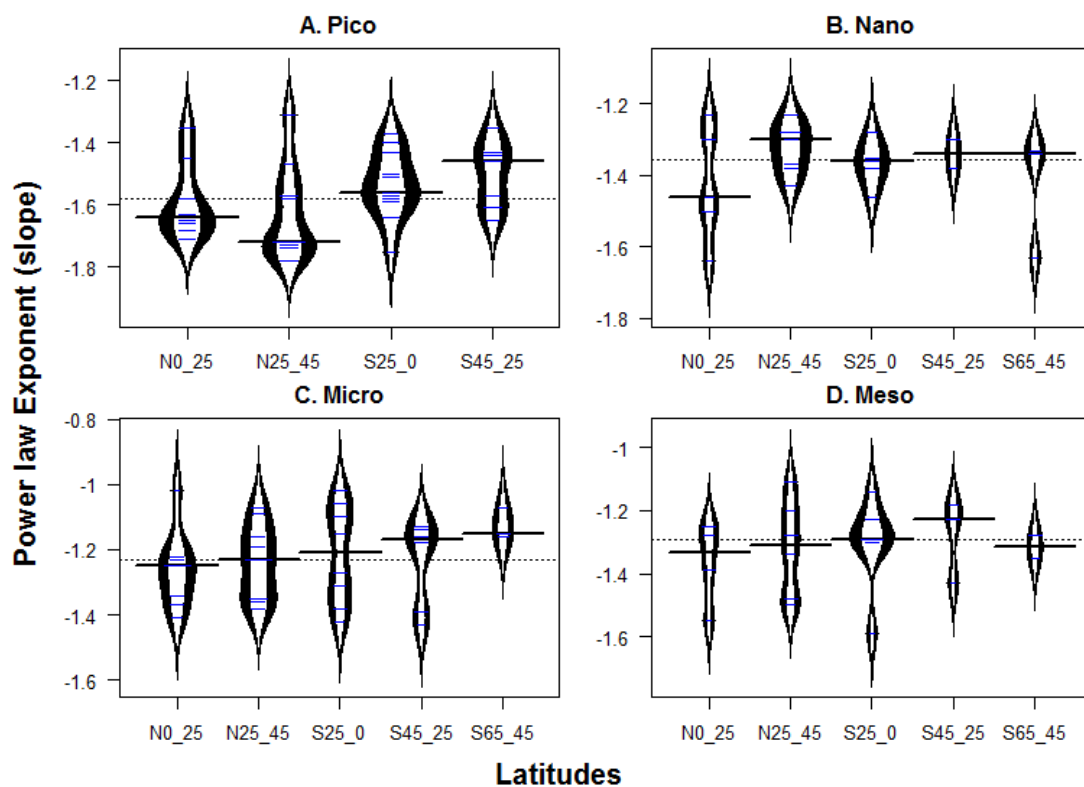 A. Pico
B. Nano
-1.2
-1.4
-1.6
-1.8
-1.2
-1.4
-1.6
-1.8
N0_25 N25_45 S25_0 S45_25
N0_25 N25_45 S25_0 S45_25 S65_45
C. Micro
D. Meso
-0.8
-1
-1.2
-1.4
-1.6
-1
-1.2
-1.4
-1.6
N0_25 N25_45 S25_0 S45_25 S65_45
N0_25 N25_45 S25_0 S45_25 S65_45
Power law Exponent (slope)
Latitudes